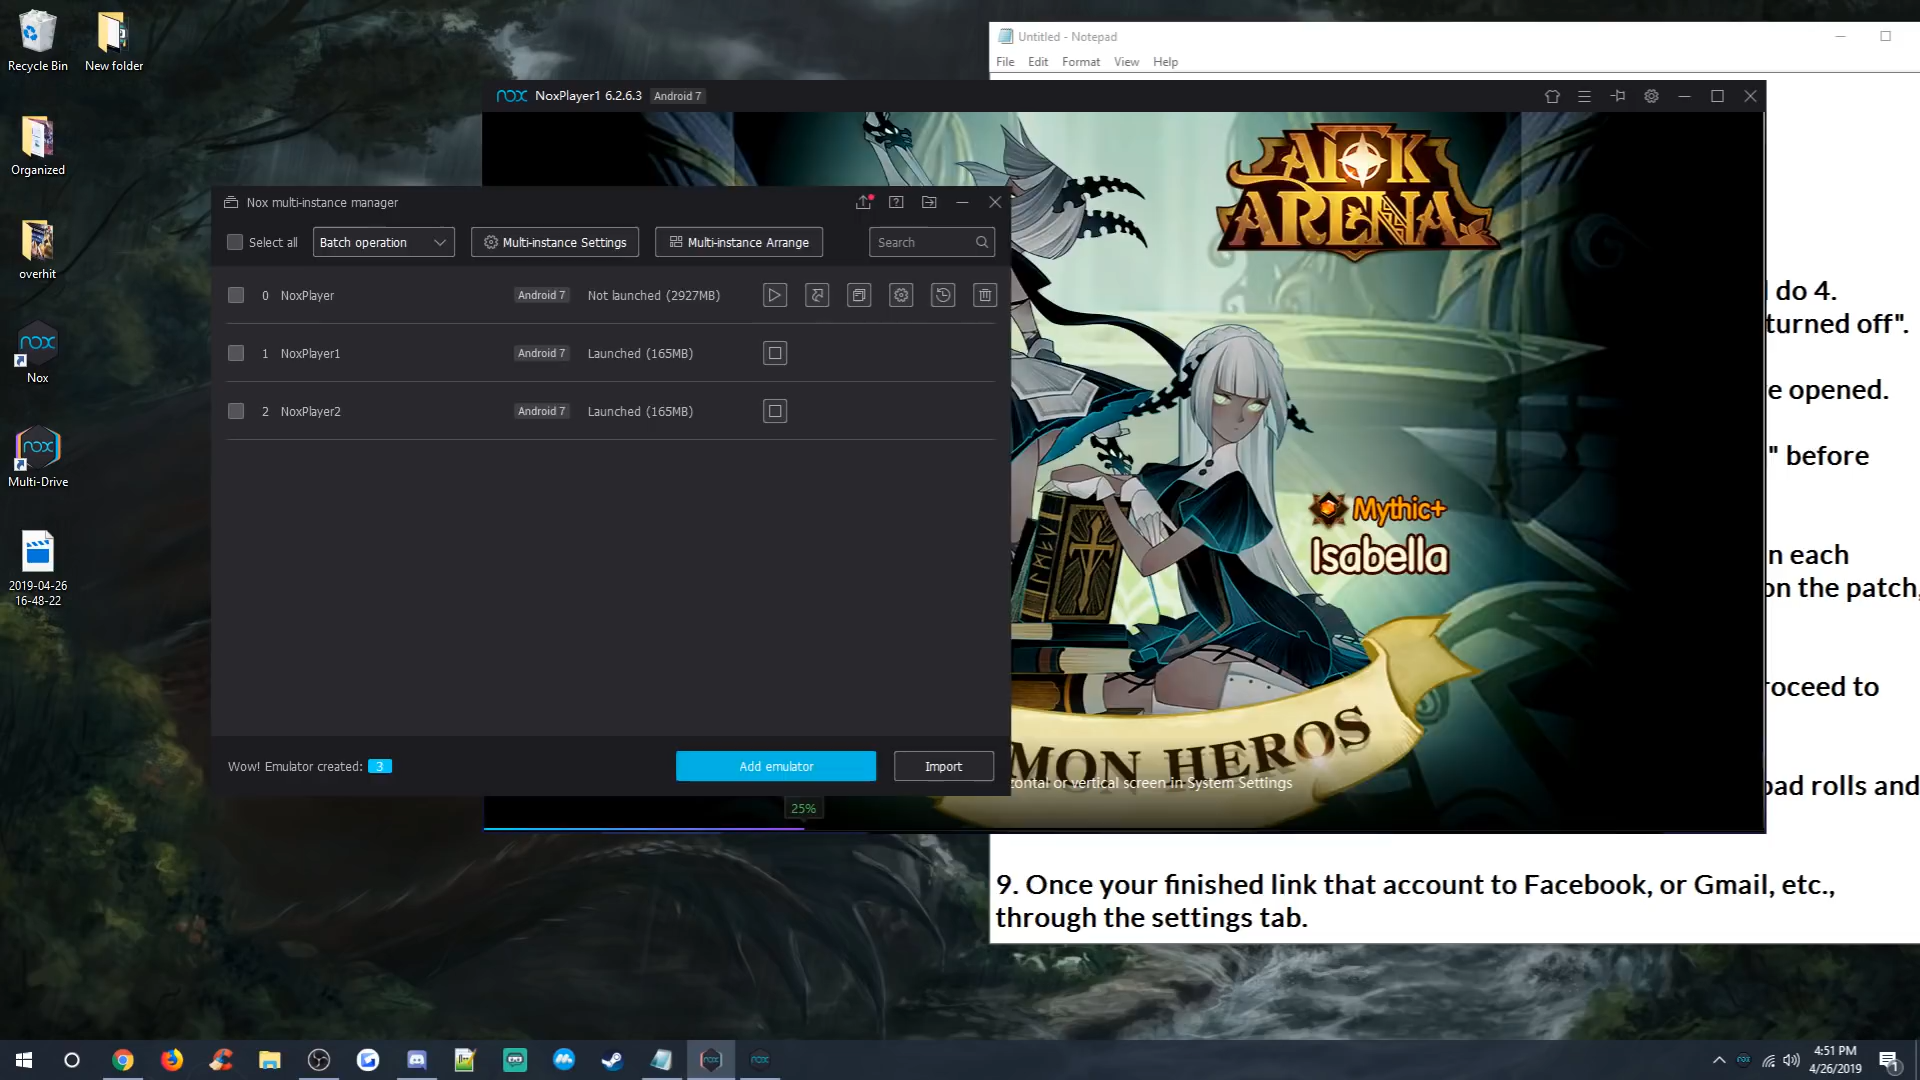 Recycle Bin
New folder
Organized
overhit
Nox
Multi-Drive
2019-04-26
16-48-22
Untitled - Notepad
File Edit Format View Help
nox NoxPlayer1 6.2.6.3 Android 7
AFK
ARENA
Mythic+
Isabella
MON HEROS
tontal or vertical screen in System Settings
25%
Nox multi-instance manager
Select all Batch operation Multi-instance Settings Multi-instance Arrange Search
0 NoxPlayer Android 7 Not launched (2927MB)
1 NoxPlayer1 Android 7 Launched (165MB)
2 NoxPlayer2 Android 7 Launched (165MB)
Wow! Emulator created: 3 Add emulator Import
do 4.
turned off".
e opened.
" before
n each
on the patch,
roceed to
oad rolls and
9. Once your finished link that account to Facebook, or Gmail, etc.,
through the settings tab.
4:51 PM
4/26/2019
1